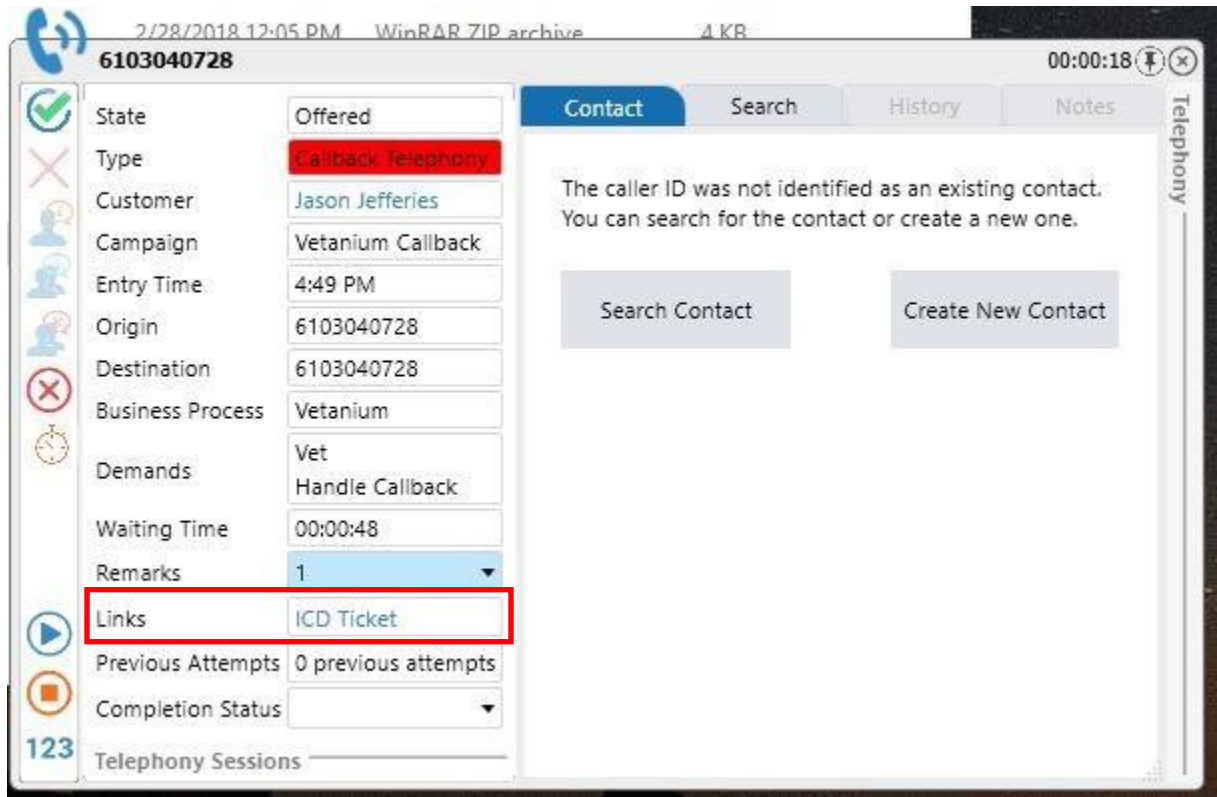 2/28/2018 12:05 PM WinRAR ZIP archive 4 KB
6103040728 00:00:18
Contact Search History Notes
Telephony
State Offered
Type Callback Telephony
Customer Jason Jefferies
Campaign Vetanium Callback
Entry Time 4:49 PM
Origin 6103040728
Destination 6103040728
Business Process Vetanium
Demands Vet
Handle Callback
Waiting Time 00:00:48
Remarks 1
Links ICD Ticket
Previous Attempts 0 previous attempts
Completion Status
123
Telephony Sessions
The caller ID was not identified as an existing contact.
You can search for the contact or create a new one.
Search Contact Create New Contact